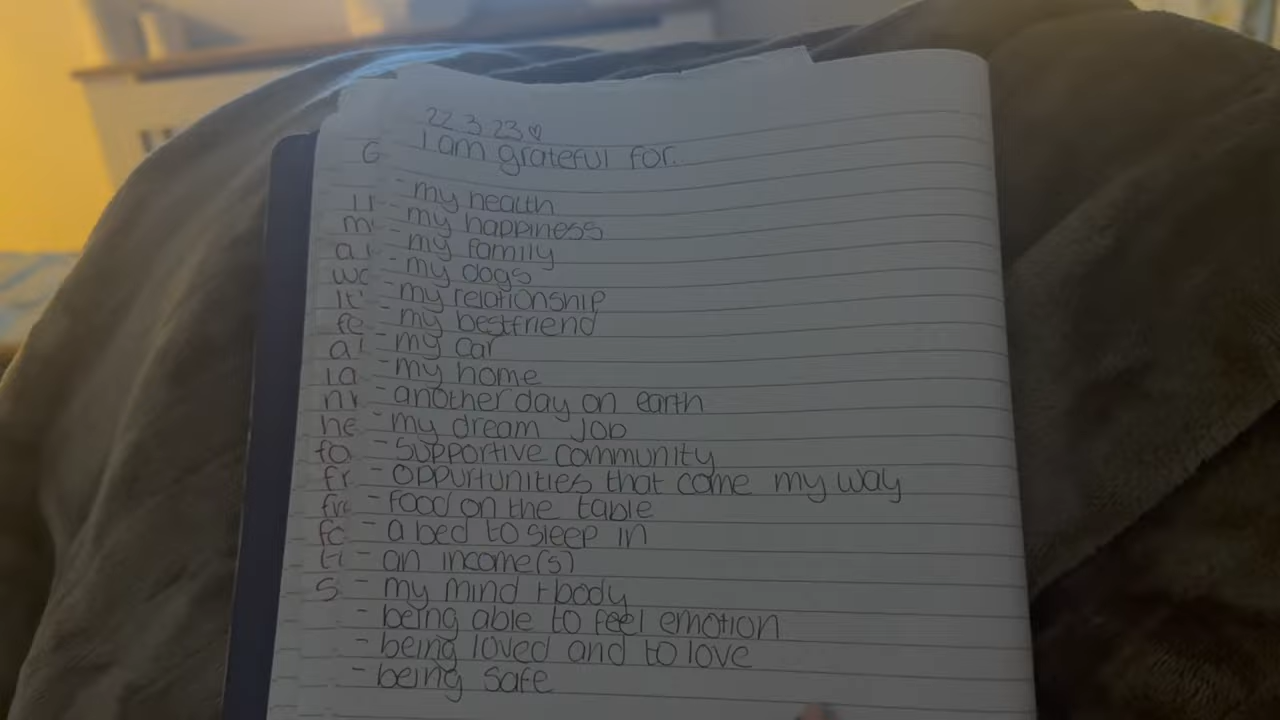 22.3.23♡
I am grateful for.
- my health
- my happiness
- my family
- my dogs
- my relationship
- my bestfriend
- my car
- my home
- another day on earth
- my dream job
- supportive community
- oppurtunities that come my way
- food on the table
- a bed to sleep in
- an income(s)
- my mind + body
- being able to feel emotion
- being loved and to love
- being safe